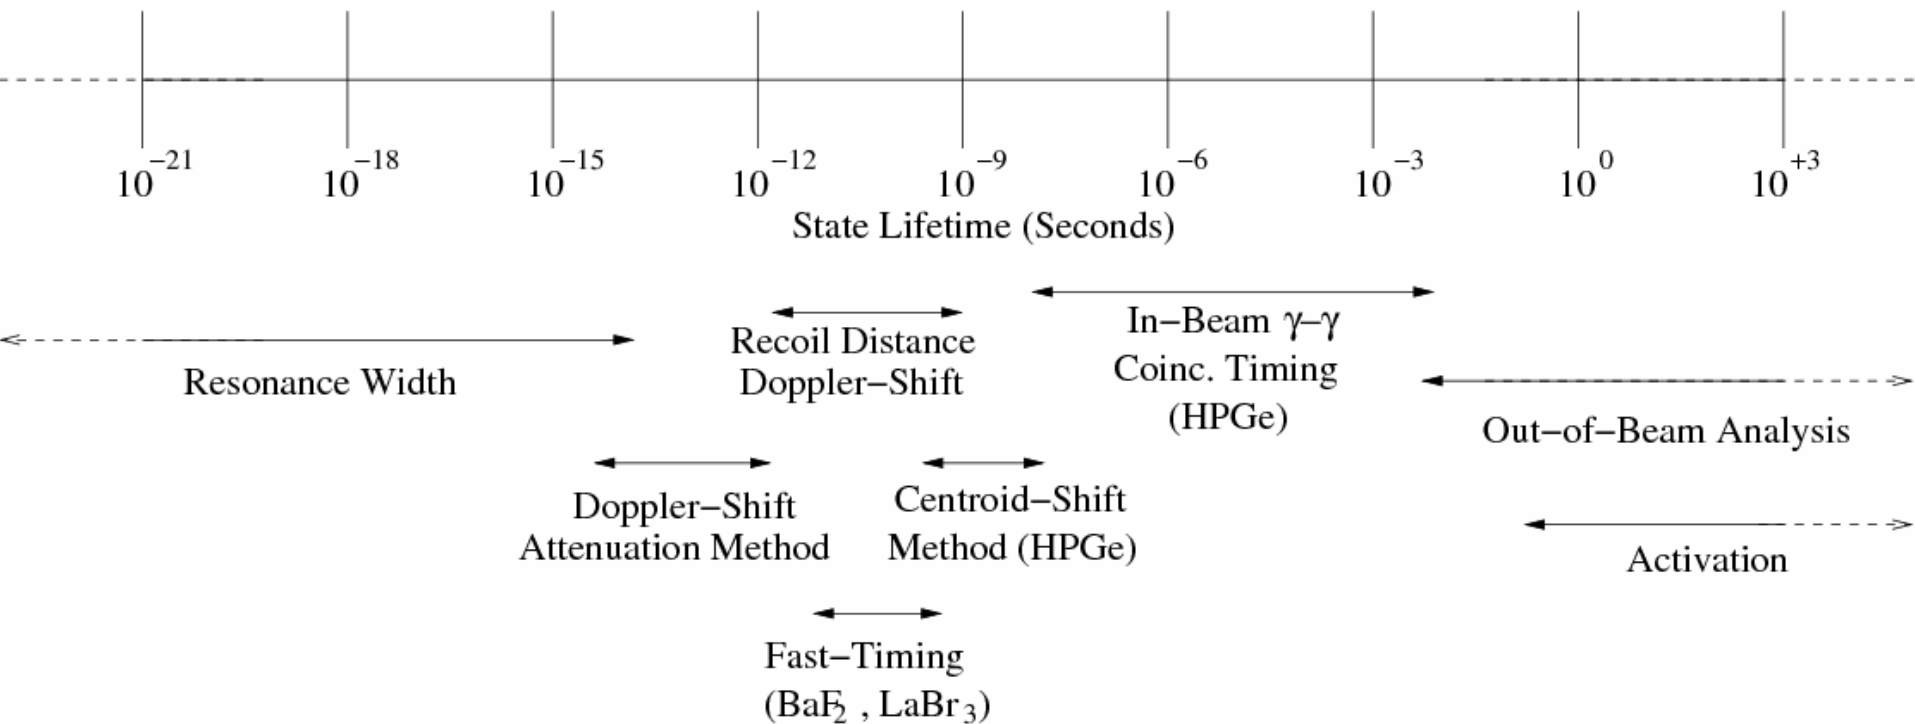 10⁻²¹ 10⁻¹⁸ 10⁻¹⁵ 10⁻¹² 10⁻⁹ 10⁻⁶ 10⁻³ 10⁰ 10⁺³
State Lifetime (Seconds)
Resonance Width
Recoil Distance
Doppler−Shift
In−Beam γ−γ
Coinc. Timing
(HPGe)
Out−of−Beam Analysis
Doppler−Shift
Attenuation Method
Centroid−Shift
Method (HPGe)
Activation
Fast−Timing
(BaF₂ , LaBr₃)